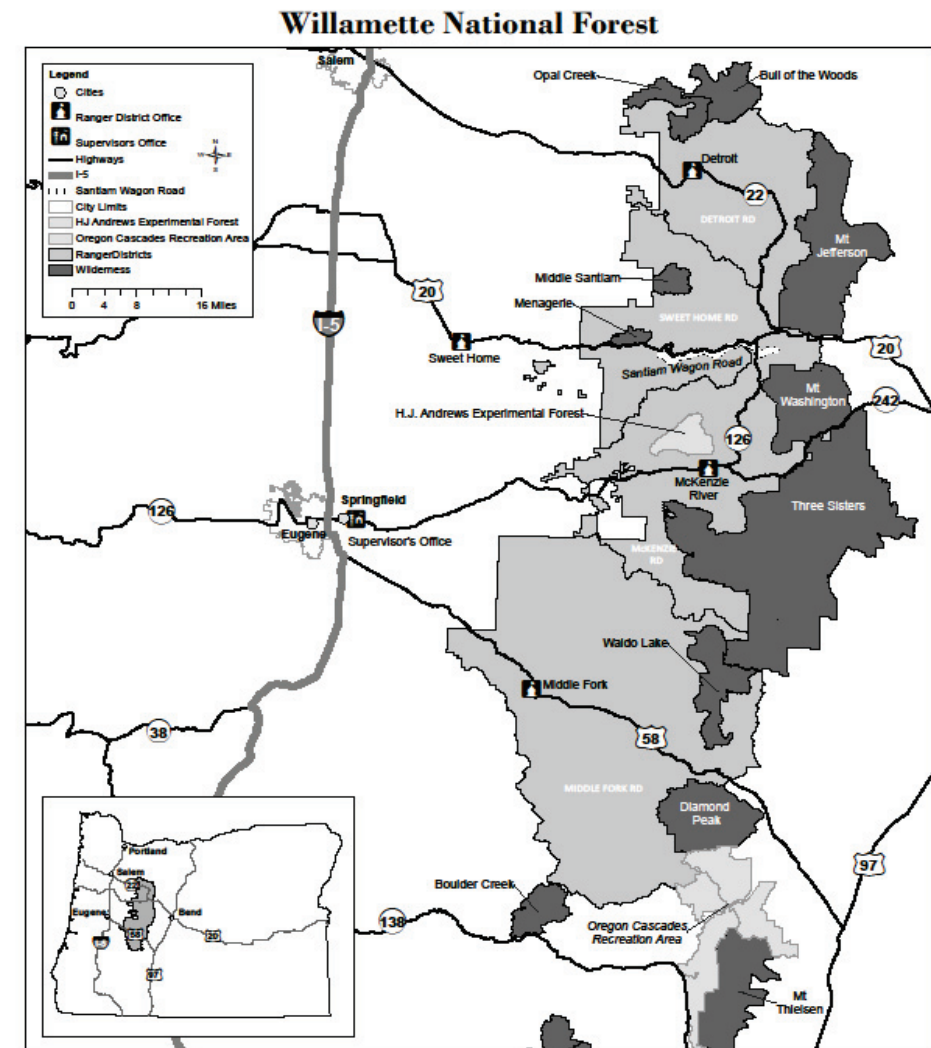 Willamette National Forest
Legend
Cities
Ranger District Office
Supervisors Office
Highways
I-5
Santiam Wagon Road
City Limits
HJ Andrews Experimental Forest
Oregon Cascades Recreation Area
RangerDistricts
Wilderness
N
W
E
S
0 4 8 16 Miles
Salem
Opal Creek
Bull of the Woods
Detroit
22
DETROIT RD
Mt
Jefferson
Middle Santiam
20
Menagerie
SWEET HOME RD
I-5
Sweet Home
20
Santiam Wagon Road
Mt
Washington
242
H.J. Andrews Experimental Forest
126
McKenzie
River
Springfield
Three Sisters
126
Eugene
Supervisor's Office
McKENZIE
RD
Waldo Lake
Middle Fork
38
58
MIDDLE FORK RD
Diamond
Peak
97
Boulder Creek
138
Oregon Cascades
Recreation Area
Mt
Thielsen
Portland
Salem
22
Eugene
Bend
58
20
97